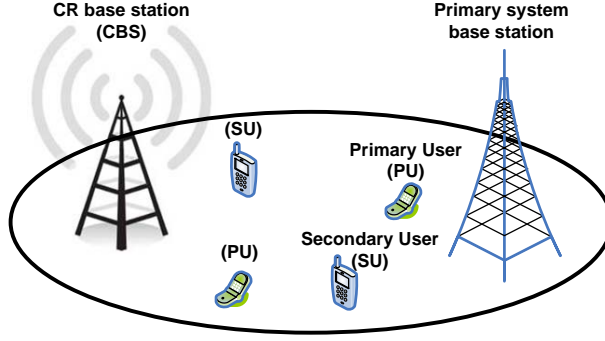 CR base station
(CBS)
Primary system
base station
(SU)
Primary User
(PU)
(PU)
Secondary User
(SU)